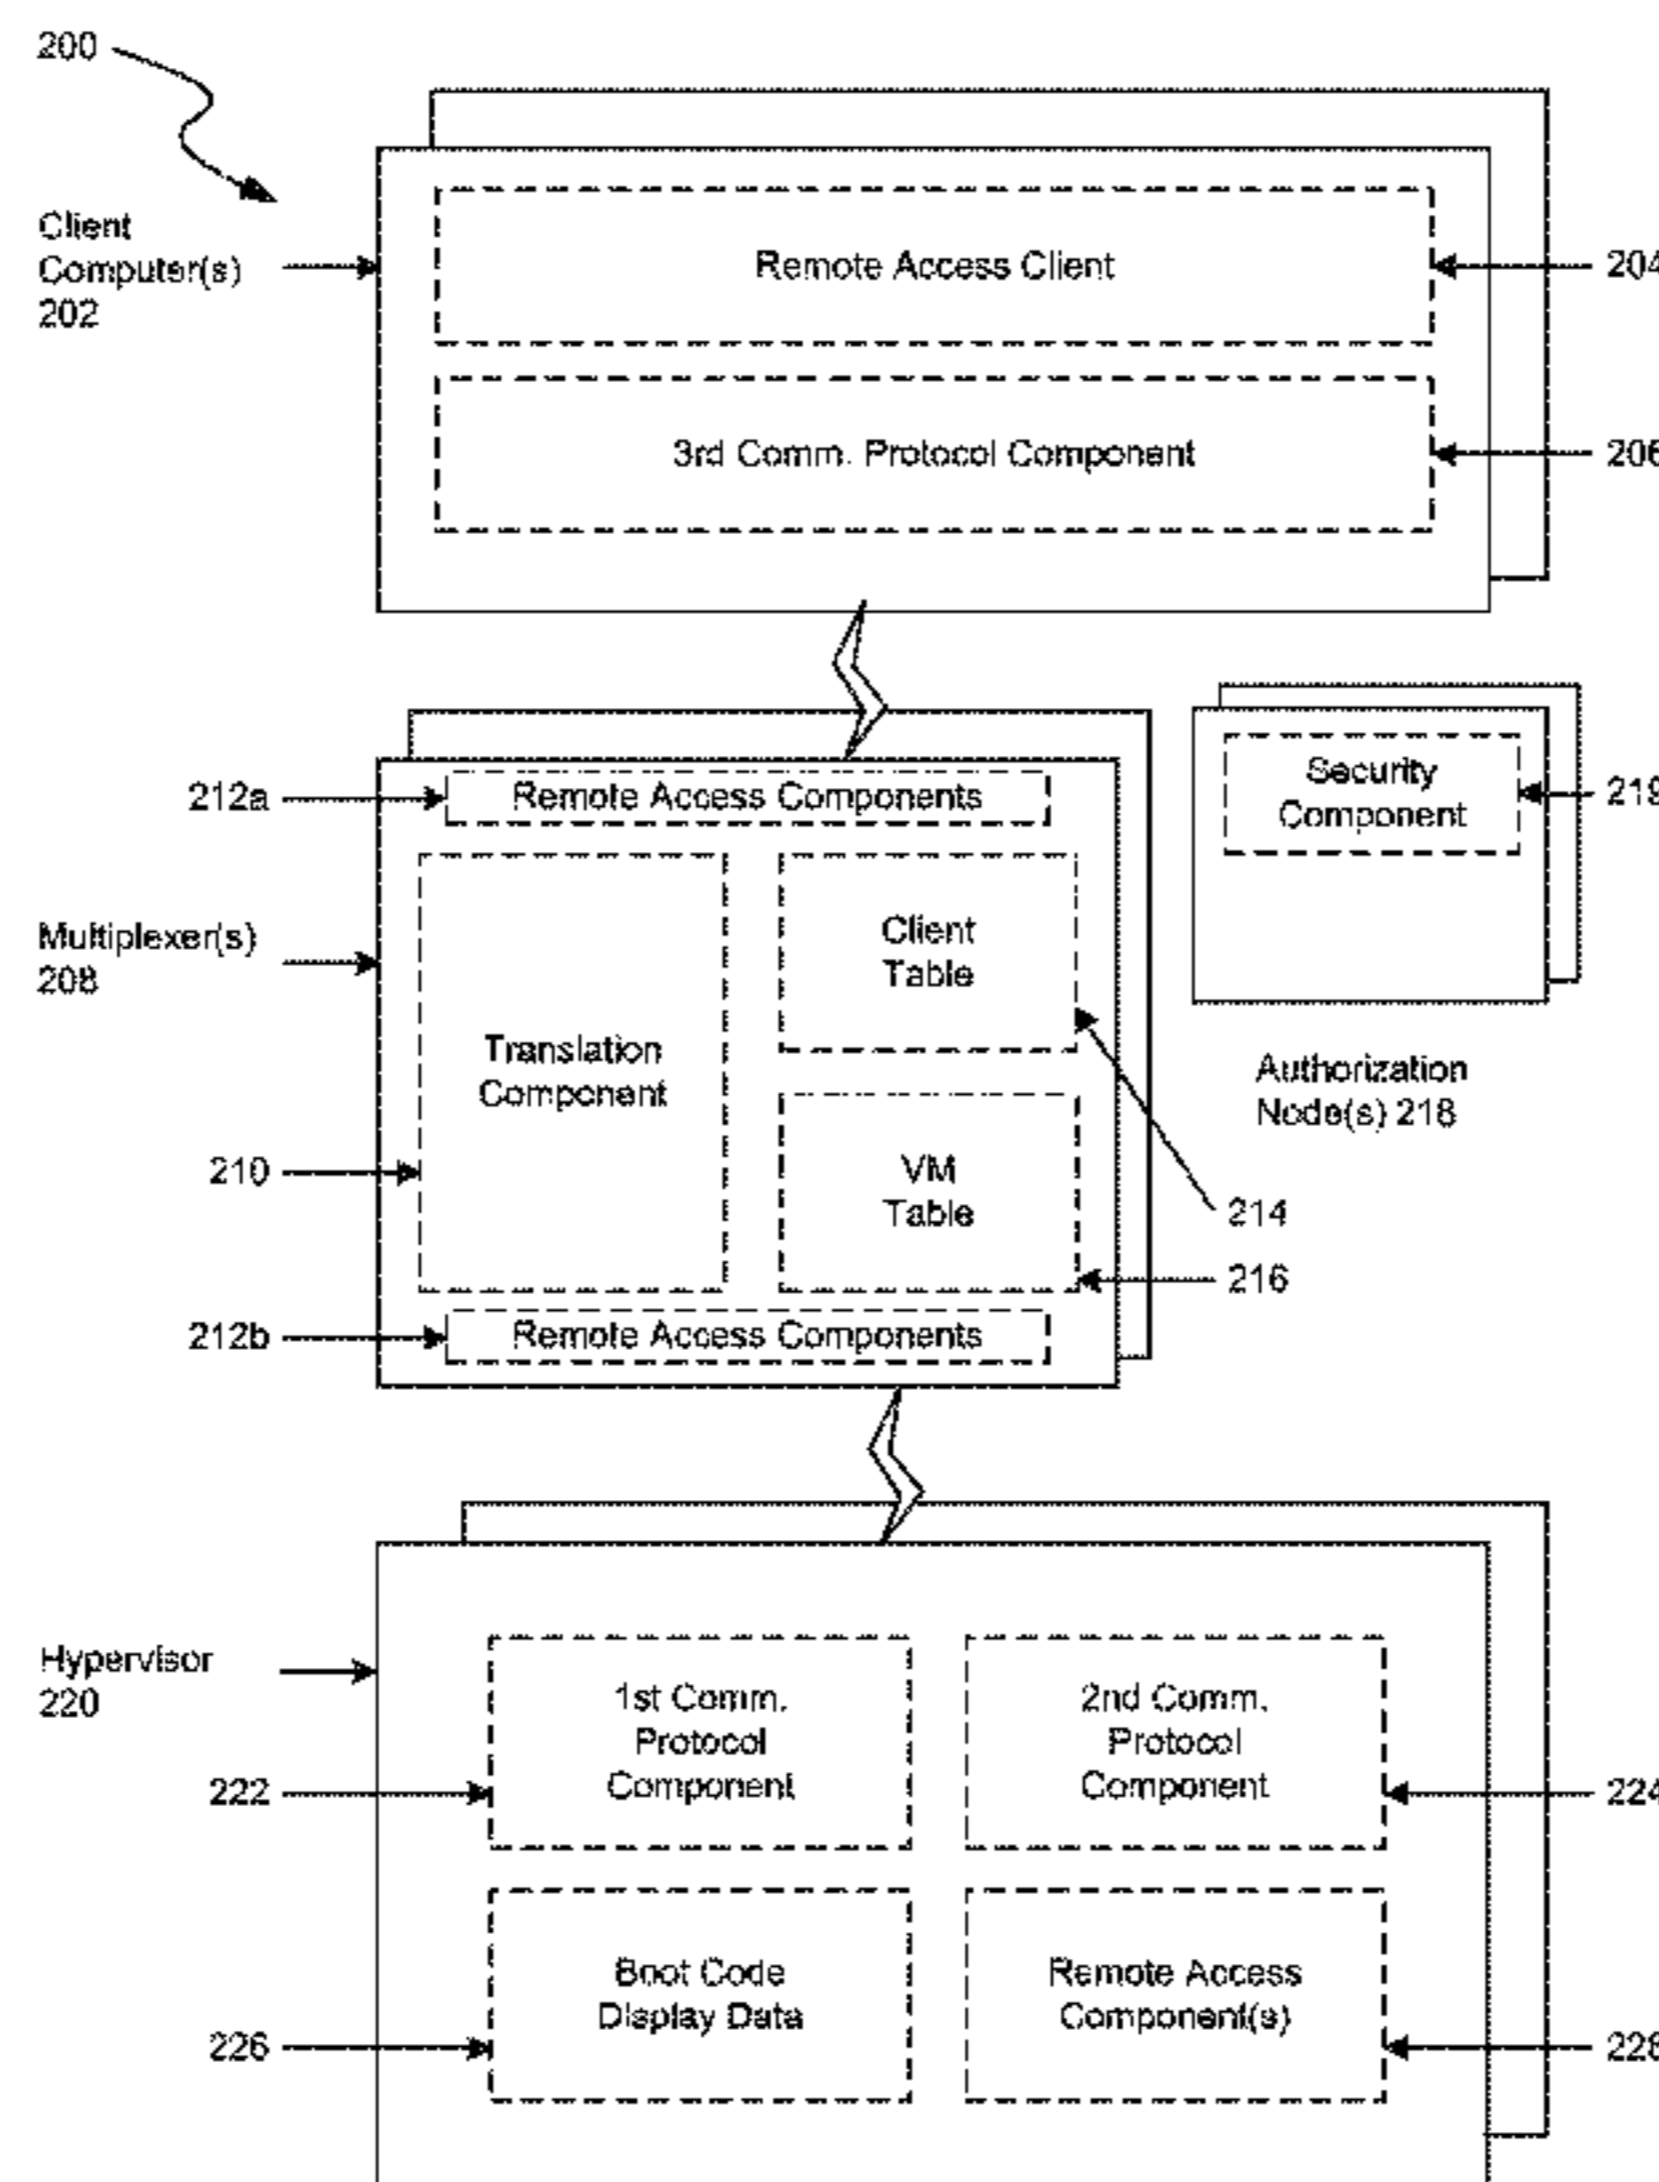 200
Client
Computer(s)
202
Remote Access Client
204
3rd Comm. Protocol Component
206
212a
Remote Access Components
Security
Component
219
Multiplexer(s)
208
Client
Table
Translation
Component
Authorization
Node(s) 218
210
VM
Table
214
216
212b
Remote Access Components
Hypervisor
220
1st Comm.
Protocol
Component
2nd Comm.
Protocol
Component
222
224
Boot Code
Display Data
Remote Access
Component(s)
226
228